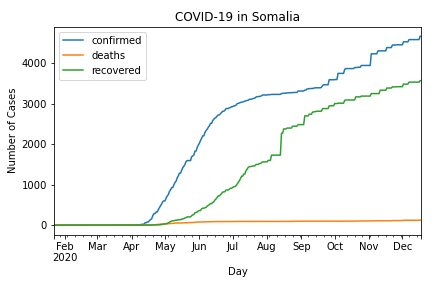 COVID-19 in Somalia
confirmed
deaths
recovered
Number of Cases
4000
3000
2000
1000
0
Feb Mar Apr May Jun Jul Aug Sep Oct Nov Dec
2020
Day